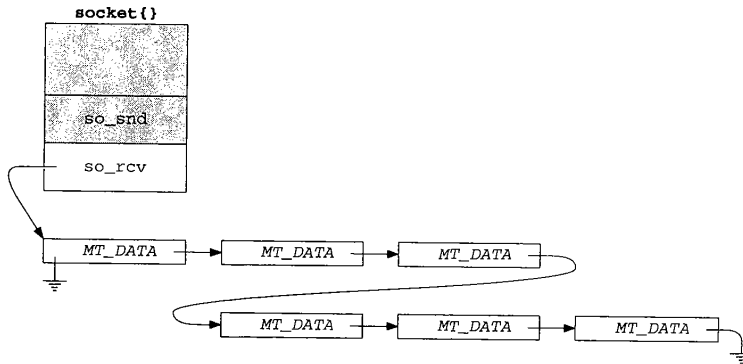 socket{}
so_snd
so_rcv
MT_DATA MT_DATA MT_DATA
MT_DATA MT_DATA MT_DATA